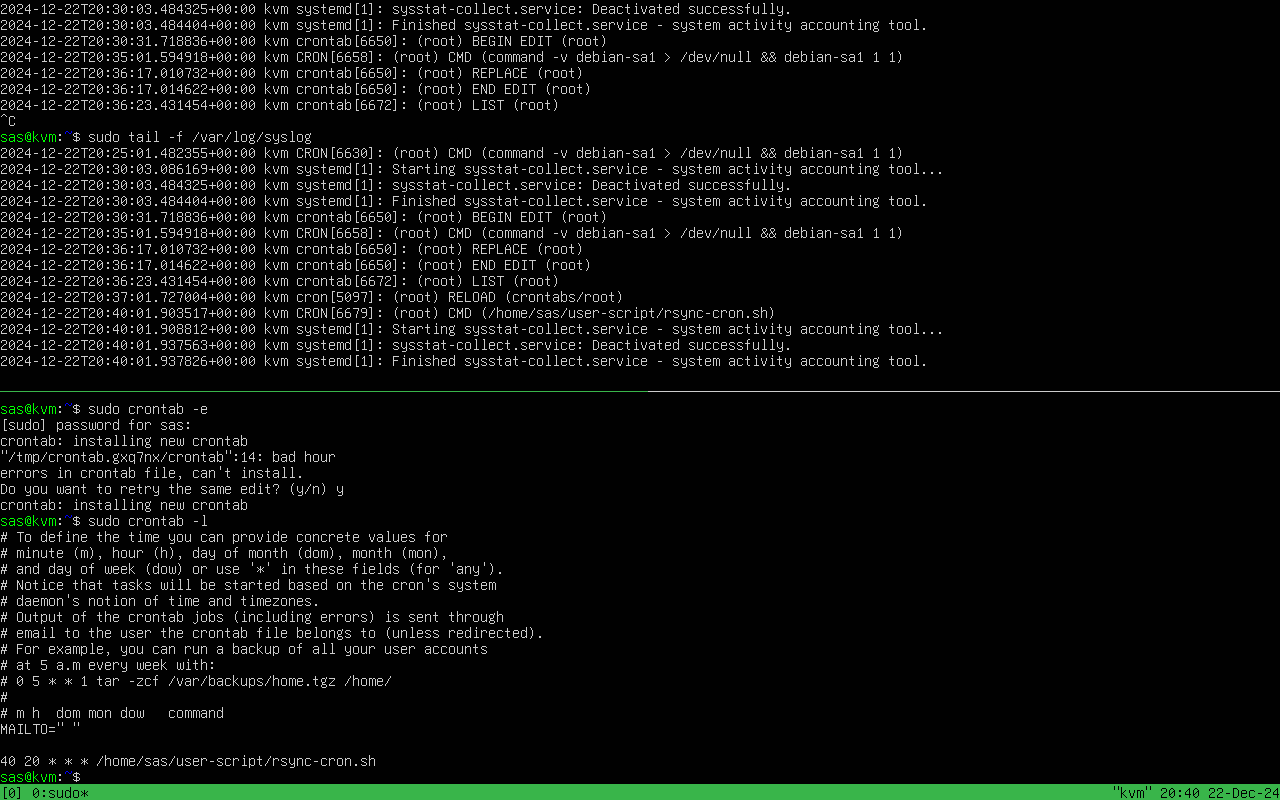 2024-12-22T20:30:03.484325+00:00 kvm systemd[1]: sysstat-collect.service: Deactivated successfully.
2024-12-22T20:30:03.484404+00:00 kvm systemd[1]: Finished sysstat-collect.service - system activity accounting tool.
2024-12-22T20:30:31.718836+00:00 kvm crontab[6650]: (root) BEGIN EDIT (root)
2024-12-22T20:35:01.594918+00:00 kvm CRON[6658]: (root) CMD (command -v debian-sa1 > /dev/null && debian-sa1 1 1)
2024-12-22T20:36:17.010732+00:00 kvm crontab[6650]: (root) REPLACE (root)
2024-12-22T20:36:17.014622+00:00 kvm crontab[6650]: (root) END EDIT (root)
2024-12-22T20:36:23.431454+00:00 kvm crontab[6672]: (root) LIST (root)
^C
sas@kvm:~$ sudo tail -f /var/log/syslog
2024-12-22T20:25:01.482355+00:00 kvm CRON[6630]: (root) CMD (command -v debian-sa1 > /dev/null && debian-sa1 1 1)
2024-12-22T20:30:03.086169+00:00 kvm systemd[1]: Starting sysstat-collect.service - system activity accounting tool...
2024-12-22T20:30:03.484325+00:00 kvm systemd[1]: sysstat-collect.service: Deactivated successfully.
2024-12-22T20:30:03.484404+00:00 kvm systemd[1]: Finished sysstat-collect.service - system activity accounting tool.
2024-12-22T20:30:31.718836+00:00 kvm crontab[6650]: (root) BEGIN EDIT (root)
2024-12-22T20:35:01.594918+00:00 kvm CRON[6658]: (root) CMD (command -v debian-sa1 > /dev/null && debian-sa1 1 1)
2024-12-22T20:36:17.010732+00:00 kvm crontab[6650]: (root) REPLACE (root)
2024-12-22T20:36:17.014622+00:00 kvm crontab[6650]: (root) END EDIT (root)
2024-12-22T20:36:23.431454+00:00 kvm crontab[6672]: (root) LIST (root)
2024-12-22T20:37:01.727004+00:00 kvm cron[5097]: (root) RELOAD (crontabs/root)
2024-12-22T20:40:01.903517+00:00 kvm CRON[6679]: (root) CMD (/home/sas/user-script/rsync-cron.sh)
2024-12-22T20:40:01.908812+00:00 kvm systemd[1]: Starting sysstat-collect.service - system activity accounting tool...
2024-12-22T20:40:01.937563+00:00 kvm systemd[1]: sysstat-collect.service: Deactivated successfully.
2024-12-22T20:40:01.937826+00:00 kvm systemd[1]: Finished sysstat-collect.service - system activity accounting tool.
sas@kvm:~$ sudo crontab -e
[sudo] password for sas:
crontab: installing new crontab
"/tmp/crontab.gxq7nx/crontab":14: bad hour
errors in crontab file, can't install.
Do you want to retry the same edit? (y/n) y
crontab: installing new crontab
sas@kvm:~$ sudo crontab -l
# To define the time you can provide concrete values for
# minute (m), hour (h), day of month (dom), month (mon),
# and day of week (dow) or use '*' in these fields (for 'any').
# Notice that tasks will be started based on the cron's system
# daemon's notion of time and timezones.
# Output of the crontab jobs (including errors) is sent through
# email to the user the crontab file belongs to (unless redirected).
# For example, you can run a backup of all your user accounts
# at 5 a.m every week with:
# 0 5 * * 1 tar -zcf /var/backups/home.tgz /home/
#
# m h  dom mon dow   command
MAILTO=" "
40 20 * * * /home/sas/user-script/rsync-cron.sh
sas@kvm:~$
[0] 0:sudo* "kvm" 20:40 22-Dec-24